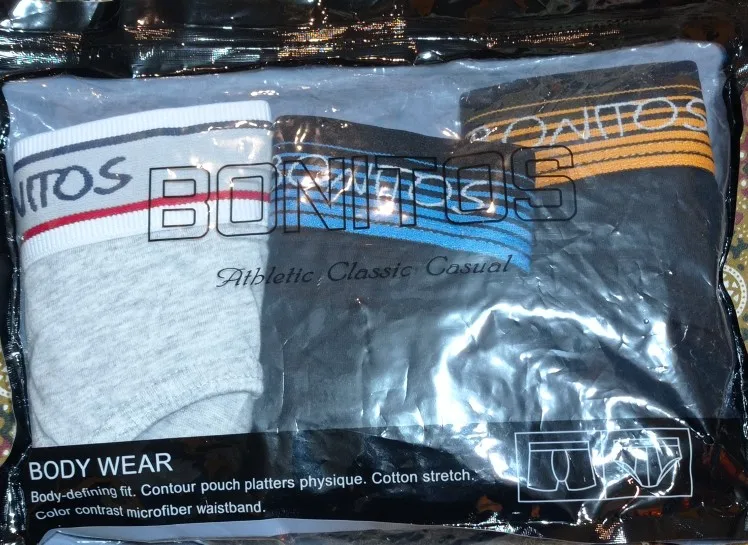 BONITOS
NITOS
BONITOS
BONITOS
Athletic Classic Casual
BODY WEAR
Body-defining fit. Contour pouch platters physique. Cotton stretch.
Color contrast microfiber waistband.